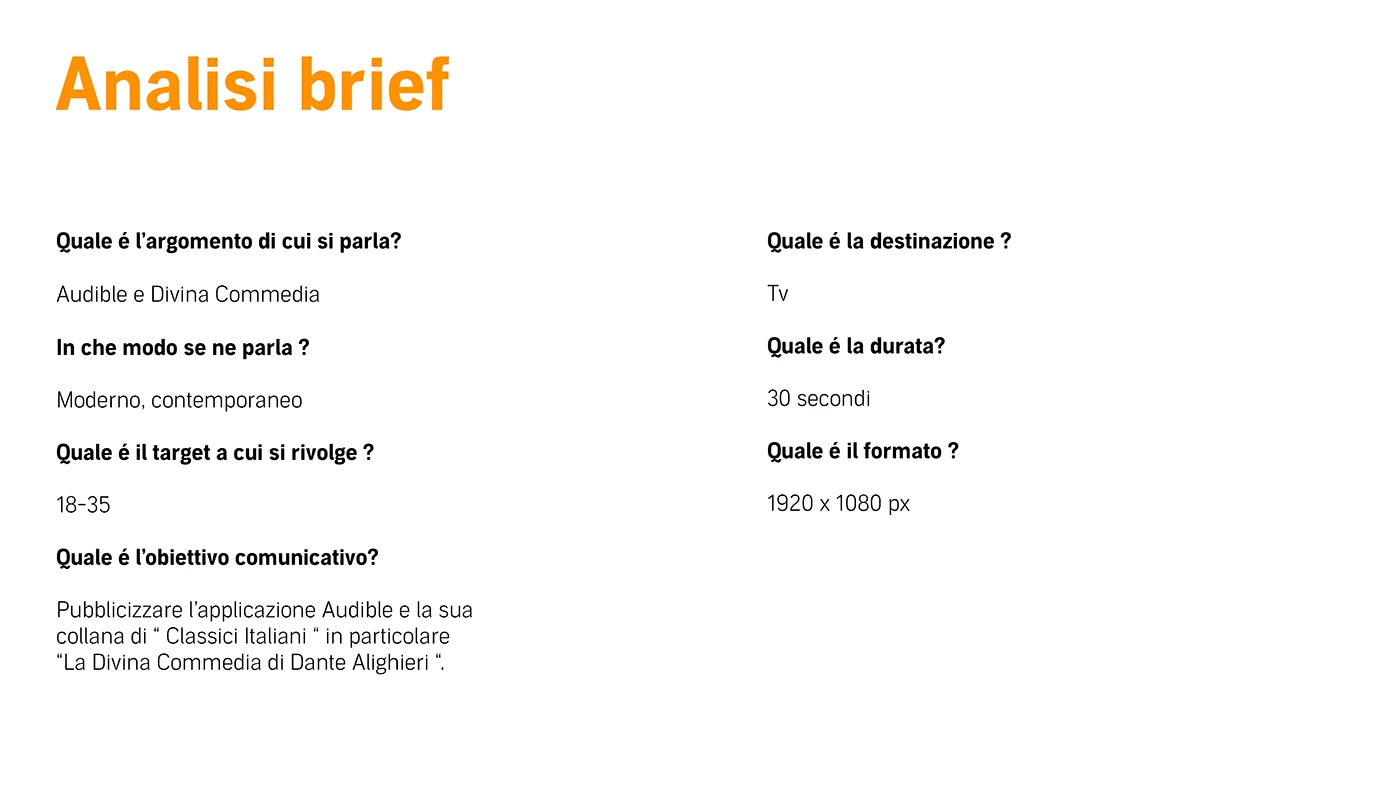 Analisi brief
Quale é l’argomento di cui si parla?
Audible e Divina Commedia
In che modo se ne parla ?
Moderno, contemporaneo
Quale é il target a cui si rivolge ?
18-35
Quale é l’obiettivo comunicativo?
Pubblicizzare l’applicazione Audible e la sua
collana di “ Classici Italiani “ in particolare
“La Divina Commedia di Dante Alighieri “.
Quale é la destinazione ?
Tv
Quale é la durata?
30 secondi
Quale é il formato ?
1920 x 1080 px